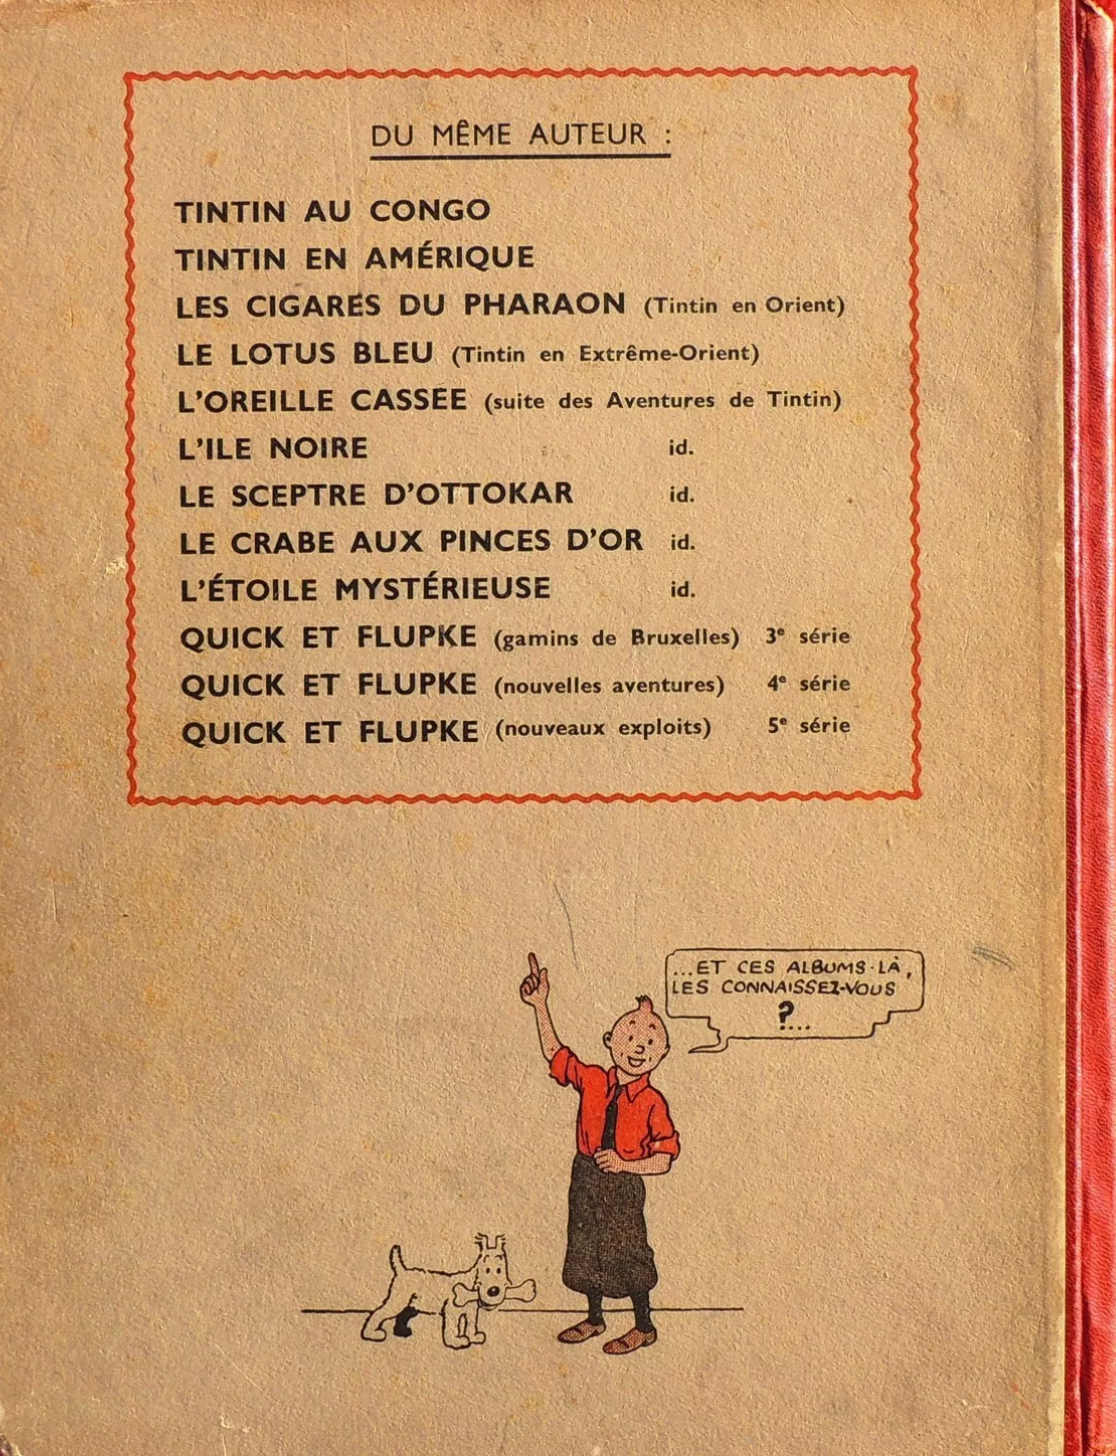 DU MÊME AUTEUR :
TINTIN AU CONGO
TINTIN EN AMÉRIQUE
LES CIGARES DU PHARAON (Tintin en Orient)
LE LOTUS BLEU (Tintin en Extrême-Orient)
L'OREILLE CASSÉE (suite des Aventures de Tintin)
L'ILE NOIRE id.
LE SCEPTRE D'OTTOKAR id.
LE CRABE AUX PINCES D'OR id.
L'ÉTOILE MYSTÉRIEUSE id.
QUICK ET FLUPKE (gamins de Bruxelles) 3e série
QUICK ET FLUPKE (nouvelles aventures) 4e série
QUICK ET FLUPKE (nouveaux exploits) 5e série
...ET CES ALBUMS-LÀ,
LES CONNAISSEZ-VOUS
?...